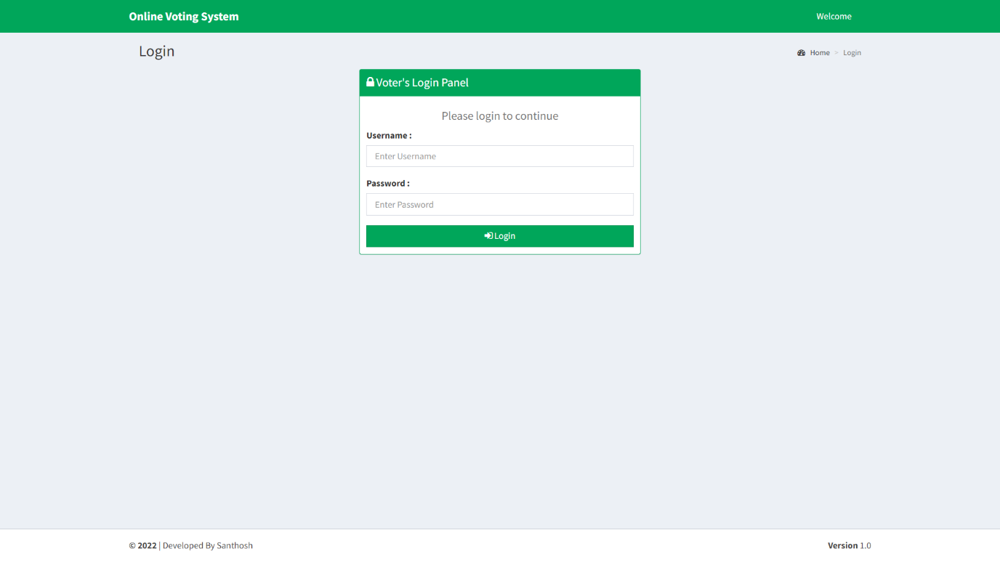 Online Voting System
Welcome
Login
Home > Login
Voter's Login Panel
Please login to continue
Username :
Enter Username
Password :
Enter Password
Login
© 2022 | Developed By Santhosh
Version 1.0